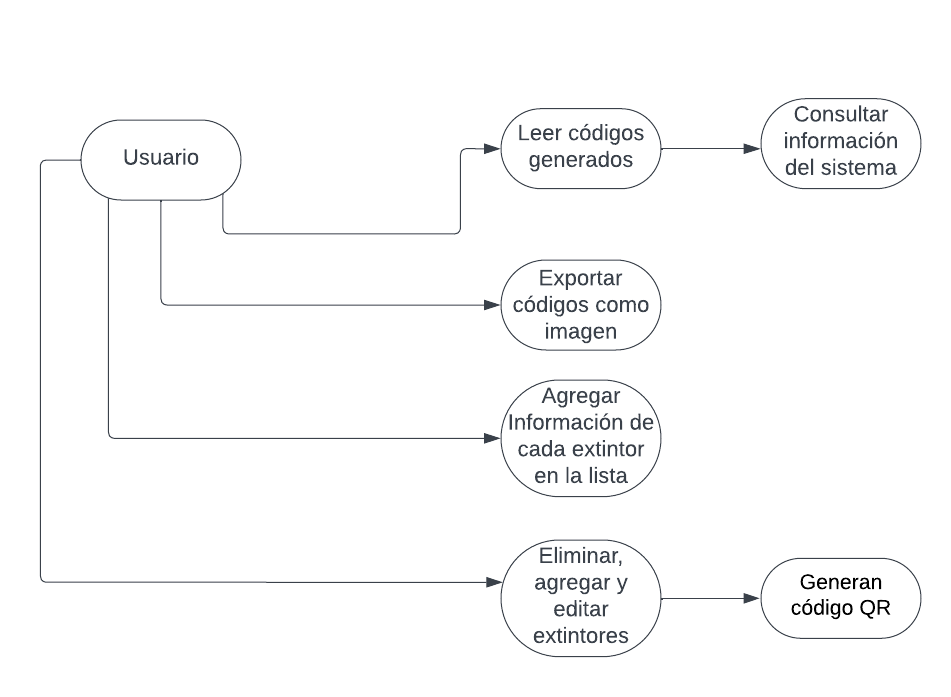 Usuario
Leer códigos
generados
Consultar
información
del sistema
Exportar
códigos como
imagen
Agregar
Información de
cada extintor
en la lista
Eliminar,
agregar y
editar
extintores
Generan
código QR